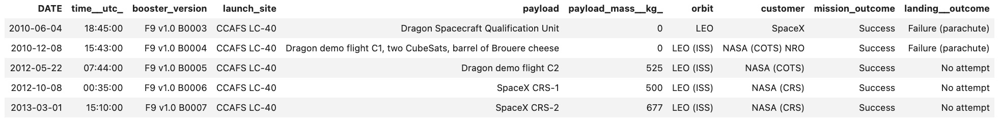 DATE time__utc_ booster_version launch_site payload payload_mass__kg_ orbit customer mission_outcome landing__outcome
2010-06-04 18:45:00 F9 v1.0 B0003 CCAFS LC-40 Dragon Spacecraft Qualification Unit 0 LEO SpaceX Success Failure (parachute)
2010-12-08 15:43:00 F9 v1.0 B0004 CCAFS LC-40 Dragon demo flight C1, two CubeSats, barrel of Brouere cheese 0 LEO (ISS) NASA (COTS) NRO Success Failure (parachute)
2012-05-22 07:44:00 F9 v1.0 B0005 CCAFS LC-40 Dragon demo flight C2 525 LEO (ISS) NASA (COTS) Success No attempt
2012-10-08 00:35:00 F9 v1.0 B0006 CCAFS LC-40 SpaceX CRS-1 500 LEO (ISS) NASA (CRS) Success No attempt
2013-03-01 15:10:00 F9 v1.0 B0007 CCAFS LC-40 SpaceX CRS-2 677 LEO (ISS) NASA (CRS) Success No attempt